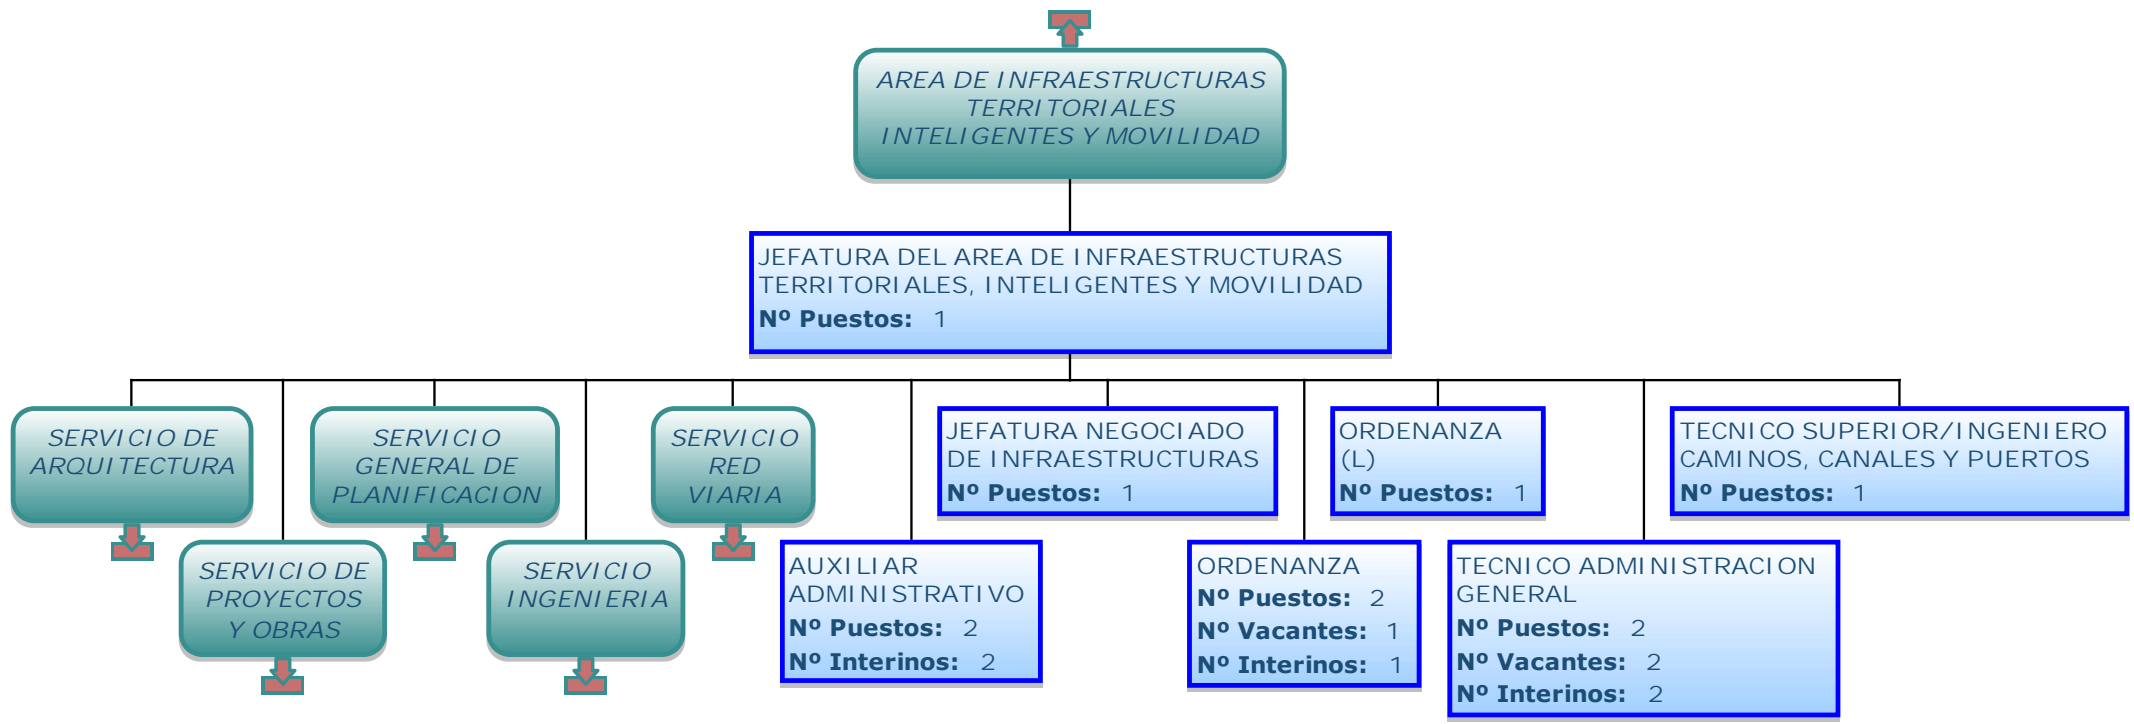 AREA DE INFRAESTRUCTURAS
TERRITORIALES
INTELIGENTES Y MOVILIDAD
JEFATURA DEL AREA DE INFRAESTRUCTURAS
TERRITORIALES, INTELIGENTES Y MOVILIDAD
Nº Puestos: 1
SERVICIO DE
ARQUITECTURA
SERVICIO DE
PROYECTOS
Y OBRAS
SERVICIO
GENERAL DE
PLANIFICACION
SERVICIO
INGENIERIA
SERVICIO
RED
VIARIA
AUXILIAR
ADMINISTRATIVO
Nº Puestos: 2
Nº Interinos: 2
JEFATURA NEGOCIADO
DE INFRAESTRUCTURAS
Nº Puestos: 1
ORDENANZA
Nº Puestos: 2
Nº Vacantes: 1
Nº Interinos: 1
ORDENANZA
(L)
Nº Puestos: 1
TECNICO ADMINISTRACION
GENERAL
Nº Puestos: 2
Nº Vacantes: 2
Nº Interinos: 2
TECNICO SUPERIOR/INGENIERO
CAMINOS, CANALES Y PUERTOS
Nº Puestos: 1